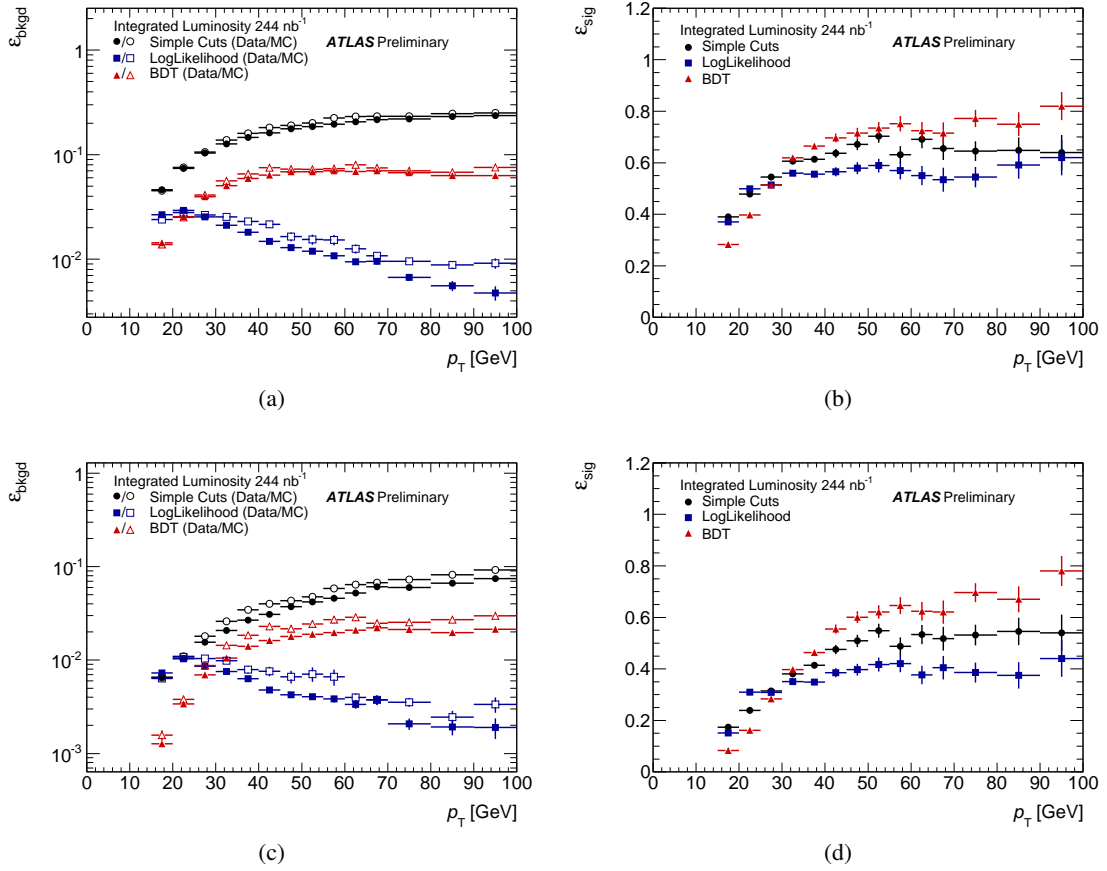 ε_bkgd
Integrated Luminosity 244 nb⁻¹
●/○ Simple Cuts (Data/MC)
■/□ LogLikelihood (Data/MC)
▲/△ BDT (Data/MC)
ATLAS Preliminary
1
10⁻¹
10⁻²
0 10 20 30 40 50 60 70 80 90 100
p_T [GeV]
(a)
ε_sig
Integrated Luminosity 244 nb⁻¹
● Simple Cuts
■ LogLikelihood
▲ BDT
ATLAS Preliminary
1.2
1
0.8
0.6
0.4
0.2
0
0 10 20 30 40 50 60 70 80 90 100
p_T [GeV]
(b)
ε_bkgd
Integrated Luminosity 244 nb⁻¹
●/○ Simple Cuts (Data/MC)
■/□ LogLikelihood (Data/MC)
▲/△ BDT (Data/MC)
ATLAS Preliminary
1
10⁻¹
10⁻²
10⁻³
0 10 20 30 40 50 60 70 80 90 100
p_T [GeV]
(c)
ε_sig
Integrated Luminosity 244 nb⁻¹
● Simple Cuts
■ LogLikelihood
▲ BDT
ATLAS Preliminary
1.2
1
0.8
0.6
0.4
0.2
0
0 10 20 30 40 50 60 70 80 90 100
p_T [GeV]
(d)